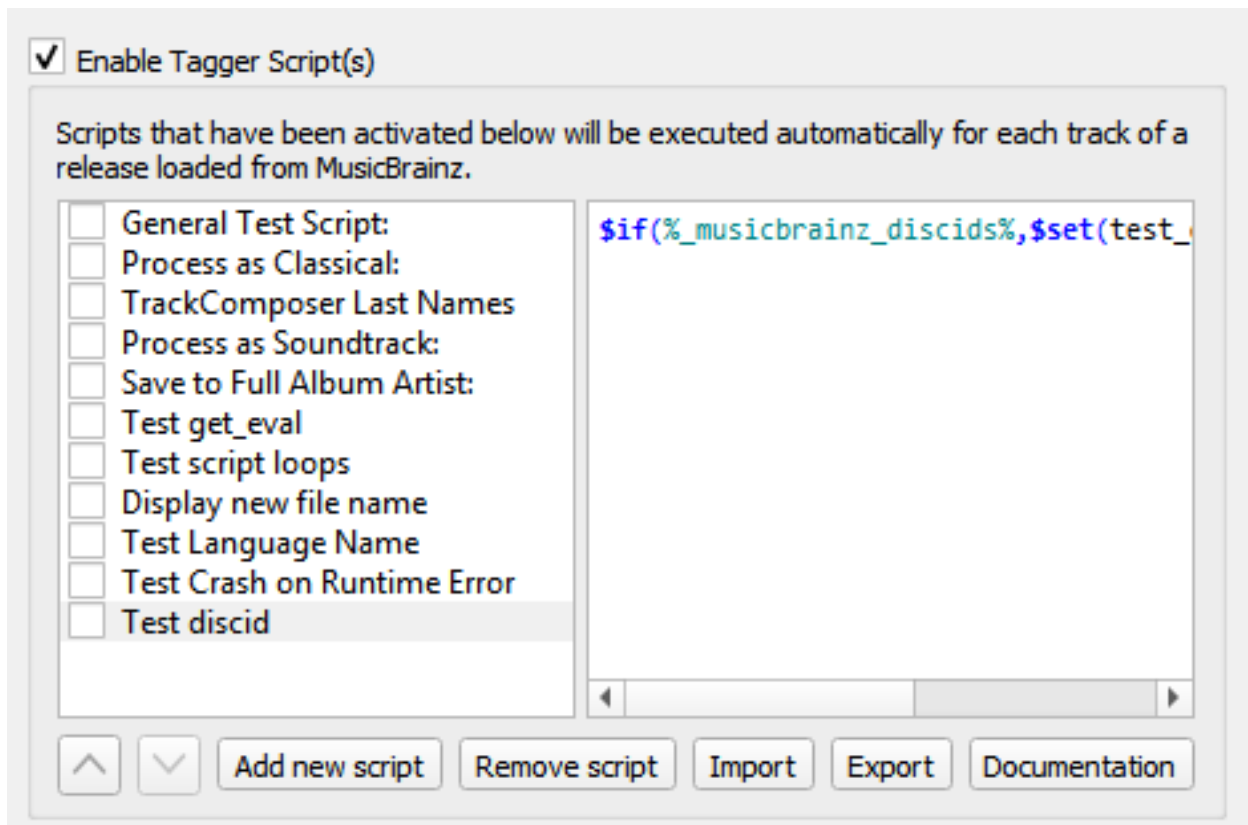 Enable Tagger Script(s)
Scripts that have been activated below will be executed automatically for each track of a
release loaded from MusicBrainz.
General Test Script:
Process as Classical:
TrackComposer Last Names
Process as Soundtrack:
Save to Full Album Artist:
Test get_eval
Test script loops
Display new file name
Test Language Name
Test Crash on Runtime Error
Test discid
$if(%_musicbrainz_discids%,$set(test_
Add new script
Remove script
Import
Export
Documentation